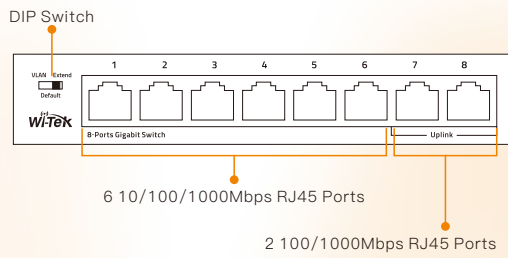 DIP Switch
1 2 3 4 5 6 7 8
VLAN Extend
Default
Wi-Tek
8-Ports Gigabit Switch
Uplink
6 10/100/1000Mbps RJ45 Ports
2 100/1000Mbps RJ45 Ports